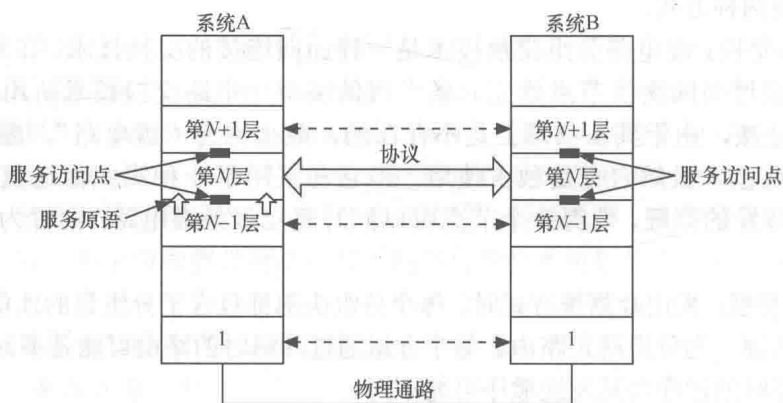 系统A
系统B
第N+1层
第N+1层
协议
服务访问点
第N层
第N层
服务访问点
服务原语
第N-1层
第N-1层
1
1
物理通路